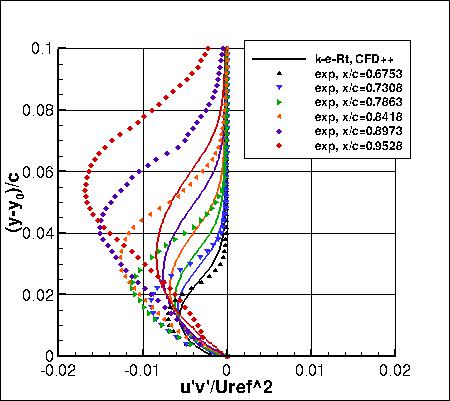 0.1
0.08
0.06
0.04
0.02
0
(y-y0)/c
-0.02
-0.01
0
0.01
0.02
u'v'/Uref^2
k-e-Rt, CFD++
exp, x/c=0.6753
exp, x/c=0.7308
exp, x/c=0.7863
exp, x/c=0.8418
exp, x/c=0.8973
exp, x/c=0.9528